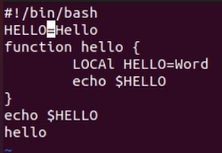 #!/bin/bash
HELLO=Hello
function hello {
        LOCAl HELLO=Word
        echo $HELLO
}
echo $HELLO
hello
~